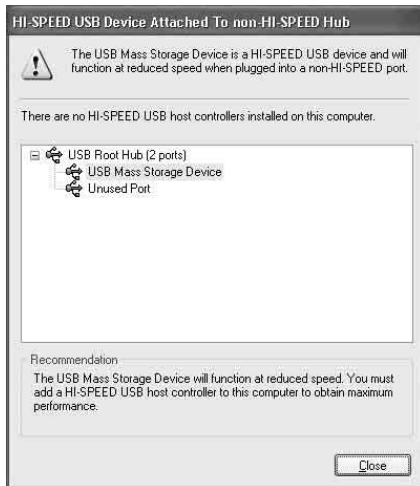 HI-SPEED USB Device Attached To non-HI-SPEED Hub
The USB Mass Storage Device is a HI-SPEED USB device and will
function at reduced speed when plugged into a non-HI-SPEED port.
There are no HI-SPEED USB host controllers installed on this computer.
USB Root Hub (2 ports)
USB Mass Storage Device
Unused Port
Recommendation
The USB Mass Storage Device will function at reduced speed. You must
add a HI-SPEED USB host controller to this computer to obtain maximum
performance.
Close